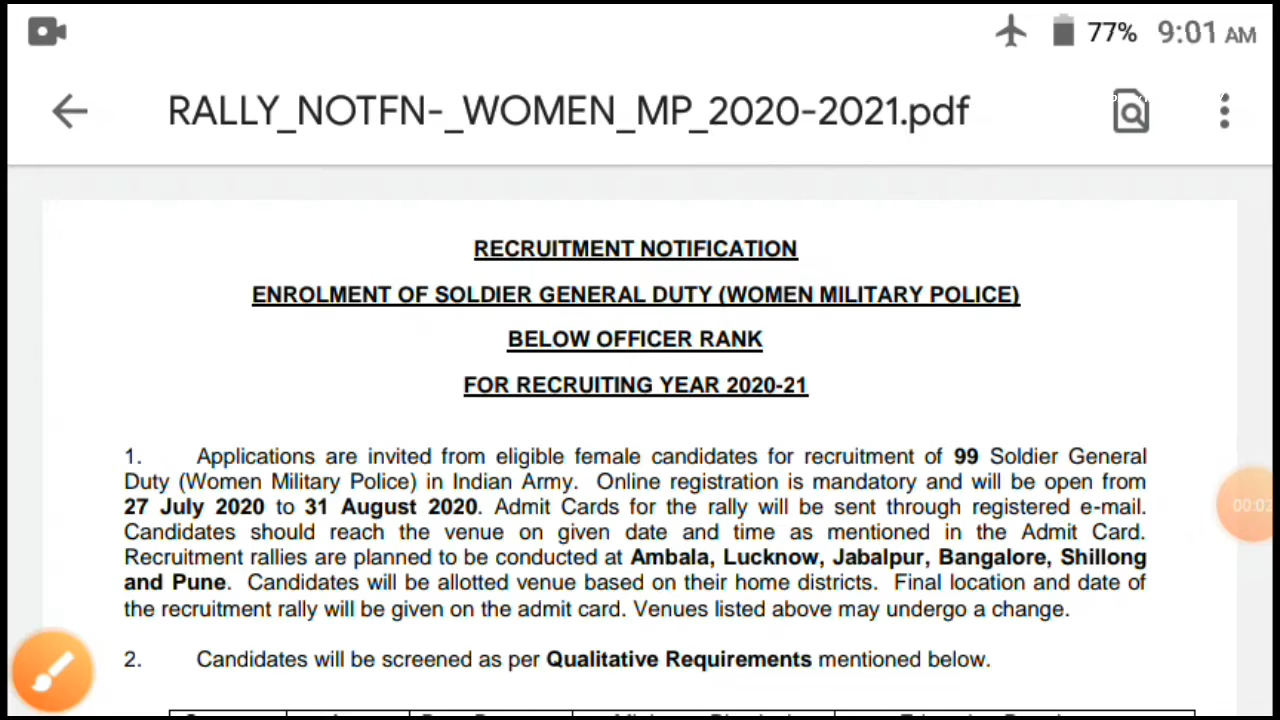 77% 9:01 AM
RALLY_NOTFN-_WOMEN_MP_2020-2021.pdf
RECRUITMENT NOTIFICATION
ENROLMENT OF SOLDIER GENERAL DUTY (WOMEN MILITARY POLICE)
BELOW OFFICER RANK
FOR RECRUITING YEAR 2020-21
1. Applications are invited from eligible female candidates for recruitment of 99 Soldier General
Duty (Women Military Police) in Indian Army. Online registration is mandatory and will be open from
27 July 2020 to 31 August 2020. Admit Cards for the rally will be sent through registered e-mail.
Candidates should reach the venue on given date and time as mentioned in the Admit Card.
Recruitment rallies are planned to be conducted at Ambala, Lucknow, Jabalpur, Bangalore, Shillong
and Pune. Candidates will be allotted venue based on their home districts. Final location and date of
the recruitment rally will be given on the admit card. Venues listed above may undergo a change.
00:02
2. Candidates will be screened as per Qualitative Requirements mentioned below.